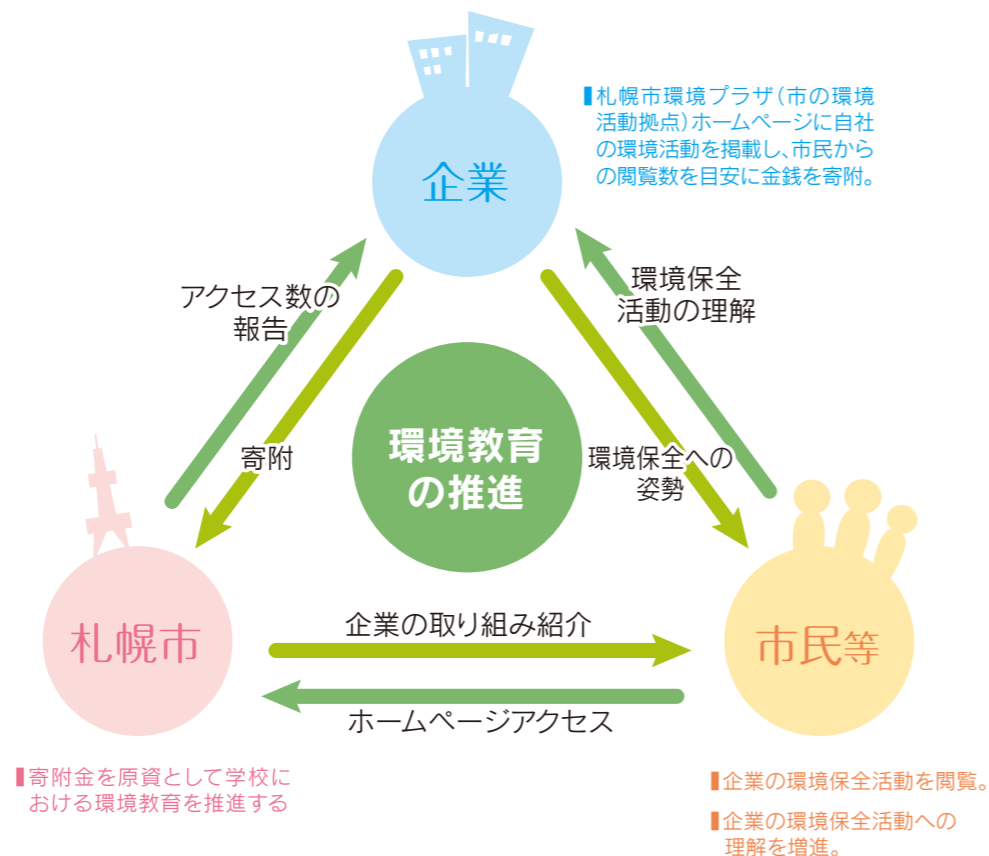 企業
▮札幌市環境プラザ(市の環境
活動拠点)ホームページに自社
の環境活動を掲載し、市民から
の閲覧数を目安に金銭を寄附。
アクセス数の
報告
環境保全
活動の理解
寄附
環境教育
の推進
環境保全への
姿勢
札幌市
企業の取り組み紹介
市民等
ホームページアクセス
▮寄附金を原資として学校に
おける環境教育を推進する
▮企業の環境保全活動を閲覧。
▮企業の環境保全活動への
理解を増進。